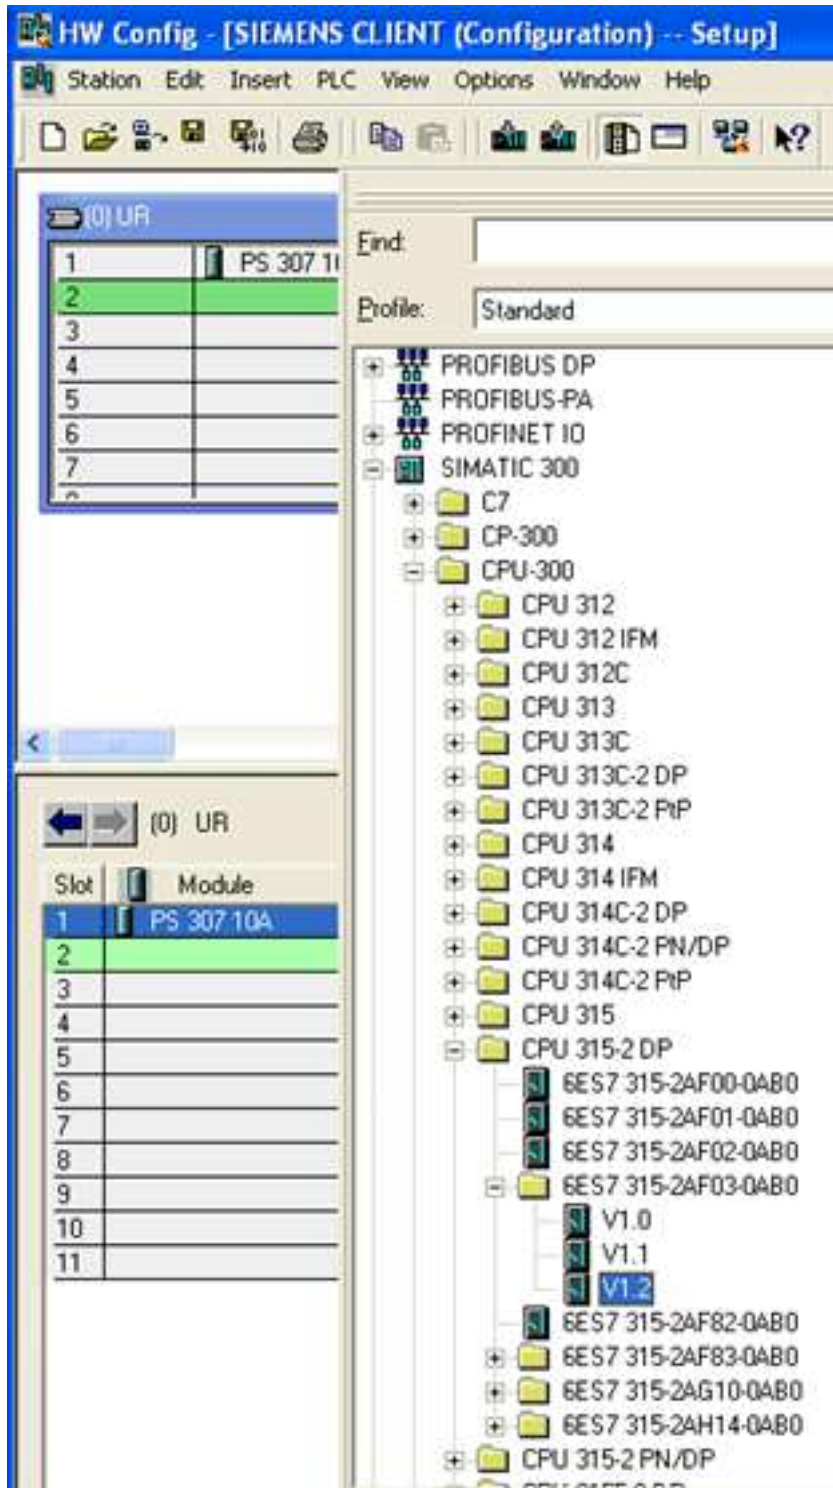 HW Config - [SIEMENS CLIENT (Configuration) -- Setup]
Station Edit Insert PLC View Options Window Help
(0) UR
1 PS 307 10
2
3
4
5
6
7
Find:
Profile: Standard
PROFIBUS DP
PROFIBUS-PA
PROFINET IO
SIMATIC 300
C7
CP-300
CPU-300
CPU 312
CPU 312 IFM
CPU 312C
CPU 313
CPU 313C
CPU 313C-2 DP
CPU 313C-2 PtP
CPU 314
CPU 314 IFM
CPU 314C-2 DP
CPU 314C-2 PN/DP
CPU 314C-2 PtP
CPU 315
CPU 315-2 DP
6ES7 315-2AF00-0AB0
6ES7 315-2AF01-0AB0
6ES7 315-2AF02-0AB0
6ES7 315-2AF03-0AB0
V1.0
V1.1
V1.2
6ES7 315-2AF82-0AB0
6ES7 315-2AF83-0AB0
6ES7 315-2AG10-0AB0
6ES7 315-2AH14-0AB0
CPU 315-2 PN/DP
(0) UR
Slot Module
1 PS 307 10A
2
3
4
5
6
7
8
9
10
11